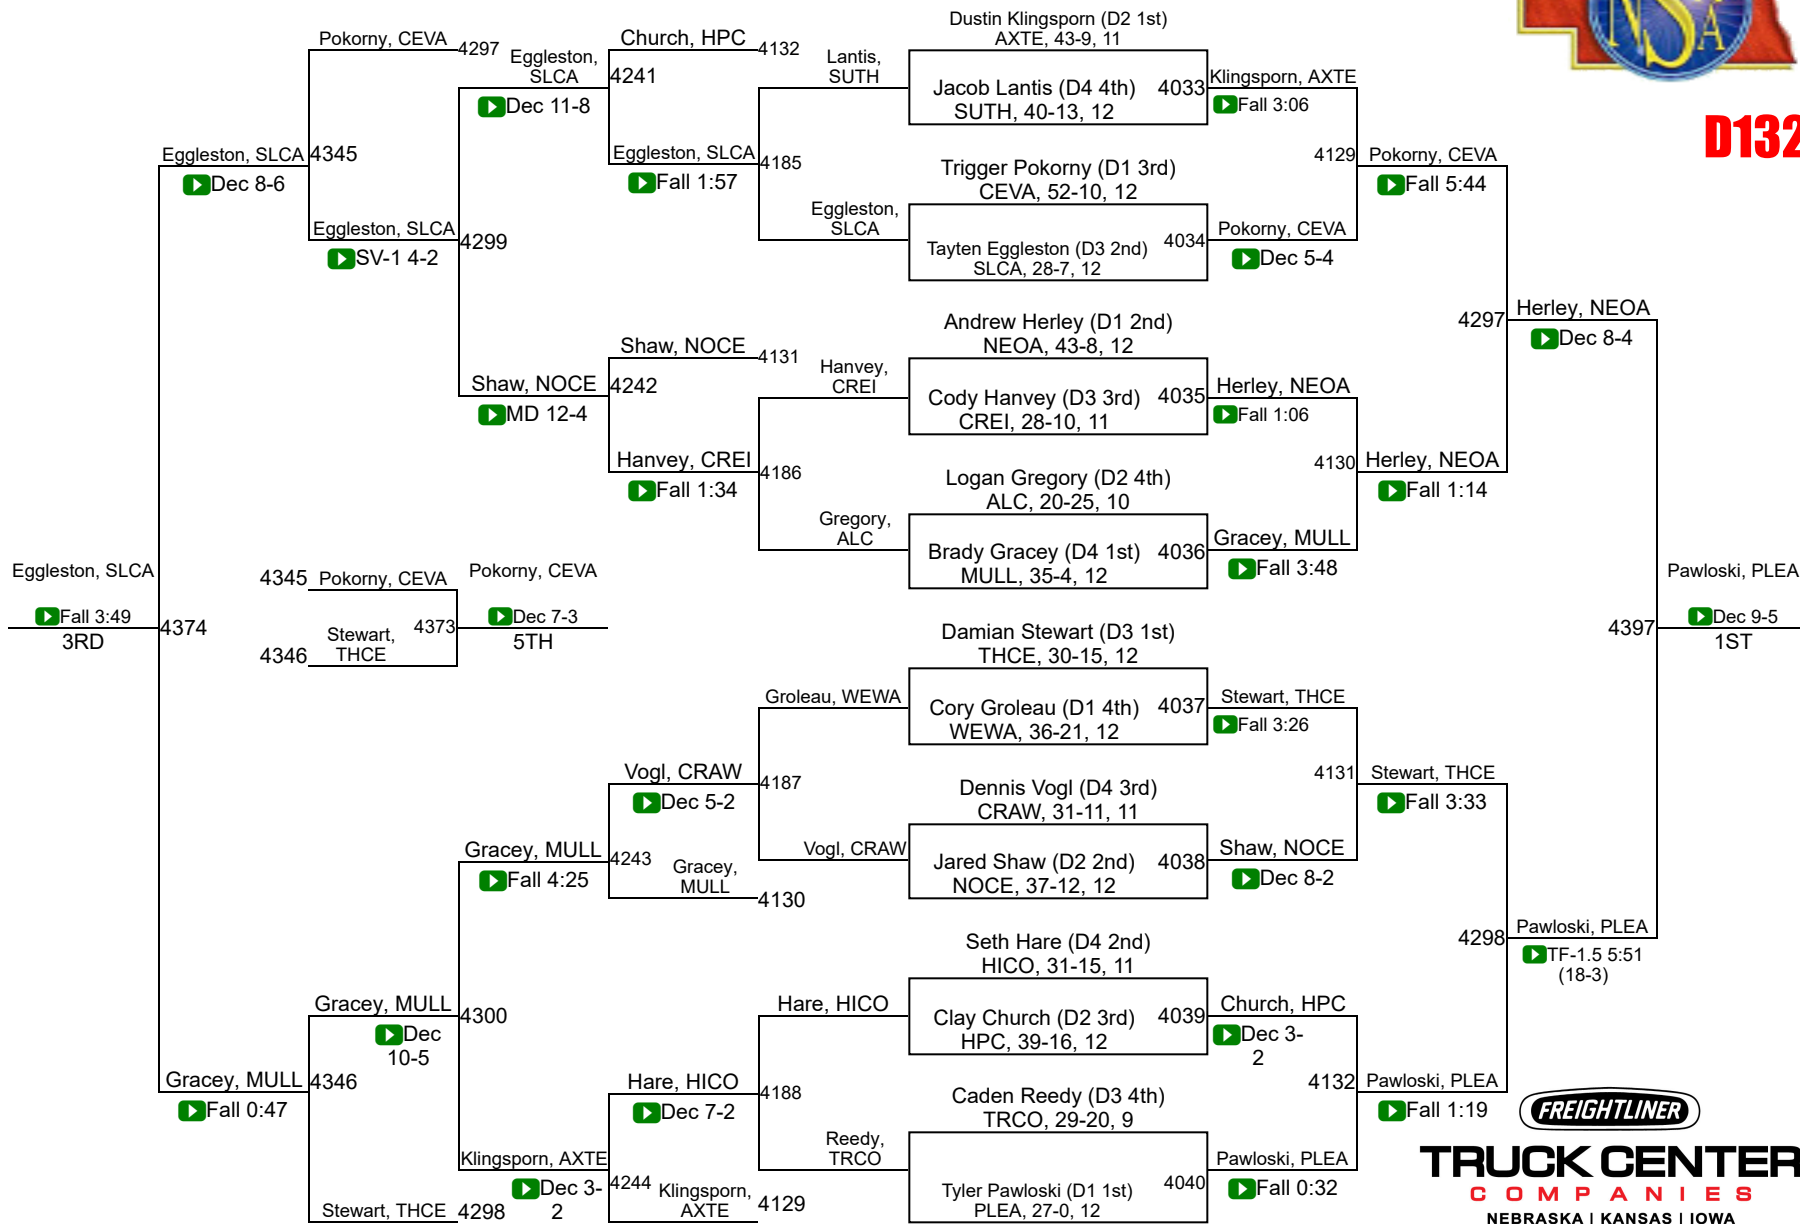 Pokorny, CEVA
4297
Eggleston,
SLCA
Dec 11-8
Church, HPC
4132
4241
Lantis,
SUTH
Dustin Klingsporn (D2 1st)
AXTE, 43-9, 11
Jacob Lantis (D4 4th)
SUTH, 40-13, 12
4033
Klingsporn, AXTE
Fall 3:06
NSA
D132
Eggleston, SLCA
Dec 8-6
4345
Eggleston, SLCA
Fall 1:57
4185
Trigger Pokorny (D1 3rd)
CEVA, 52-10, 12
4129
Pokorny, CEVA
Fall 5:44
Eggleston, SLCA
SV-1 4-2
4299
Eggleston,
SLCA
Tayten Eggleston (D3 2nd)
SLCA, 28-7, 12
4034
Pokorny, CEVA
Dec 5-4
4297
Herley, NEOA
Dec 8-4
Shaw, NOCE
4131
Shaw, NOCE
MD 12-4
4242
Hanvey,
CREI
Andrew Herley (D1 2nd)
NEOA, 43-8, 12
Cody Hanvey (D3 3rd)
CREI, 28-10, 11
4035
Herley, NEOA
Fall 1:06
Hanvey, CREI
Fall 1:34
4186
Logan Gregory (D2 4th)
ALC, 20-25, 10
4130
Herley, NEOA
Fall 1:14
Gregory,
ALC
Brady Gracey (D4 1st)
MULL, 35-4, 12
4036
Gracey, MULL
Fall 3:48
Eggleston, SLCA
Fall 3:49
3RD
4374
4345
Pokorny, CEVA
4346
Stewart,
THCE
4373
Pokorny, CEVA
Dec 7-3
5TH
Pawloski, PLEA
4397
Dec 9-5
1ST
Groleau, WEWA
Damian Stewart (D3 1st)
THCE, 30-15, 12
Cory Groleau (D1 4th)
WEWA, 36-21, 12
4037
Stewart, THCE
Fall 3:26
Vogl, CRAW
Dec 5-2
4187
Dennis Vogl (D4 3rd)
CRAW, 31-11, 11
4131
Stewart, THCE
Fall 3:33
Gracey, MULL
Fall 4:25
4243
Gracey,
MULL
4130
Vogl, CRAW
Jared Shaw (D2 2nd)
NOCE, 37-12, 12
4038
Shaw, NOCE
Dec 8-2
4298
Pawloski, PLEA
TF-1.5 5:51
(18-3)
Gracey, MULL
Dec
10-5
4300
Hare, HICO
Seth Hare (D4 2nd)
HICO, 31-15, 11
Clay Church (D2 3rd)
HPC, 39-16, 12
4039
Church, HPC
Dec 3-
2
Gracey, MULL
Fall 0:47
4346
Hare, HICO
Dec 7-2
4188
Caden Reedy (D3 4th)
TRCO, 29-20, 9
4132
Pawloski, PLEA
Fall 1:19
Klingsporn, AXTE
Dec 3-
2
4244
Klingsporn,
AXTE
4129
Reedy,
TRCO
Tyler Pawloski (D1 1st)
PLEA, 27-0, 12
4040
Pawloski, PLEA
Fall 0:32
Stewart, THCE
4298
FREIGHTLINER
TRUCK CENTER
COMPANIES
NEBRASKA | KANSAS | IOWA